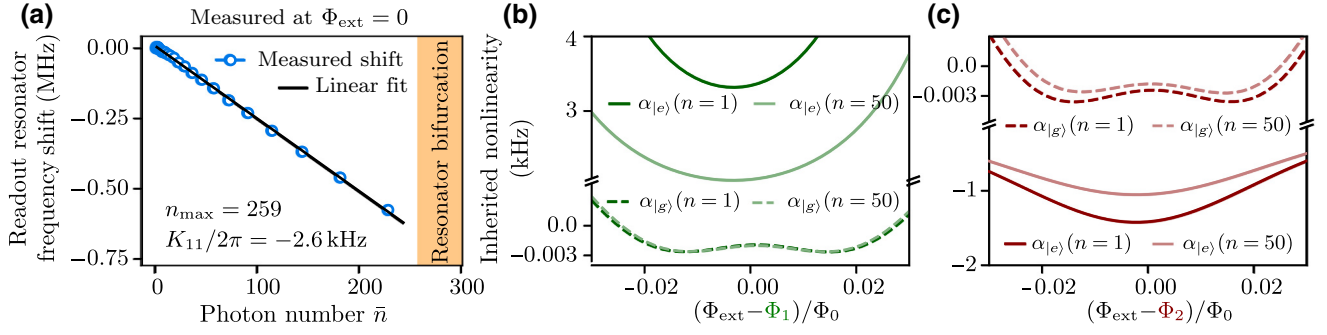 (a)
Measured at Φext = 0
Readout resonator
frequency shift (MHz)
0.00
−0.25
−0.50
−0.75
Measured shift
Linear fit
nmax = 259
K11/2π = −2.6 kHz
Resonator bifurcation
0
100
200
300
Photon number n̄
(b)
Inherited nonlinearity
(kHz)
4
3
0.0
−0.003
α|e⟩(n = 1)
α|e⟩(n = 50)
α|g⟩(n = 1)
α|g⟩(n = 50)
−0.02
0.00
0.02
(Φext−Φ1)/Φ0
(c)
0.0
-0.003
−1
−2
α|g⟩(n = 1)
α|g⟩(n = 50)
α|e⟩(n = 1)
α|e⟩(n = 50)
−0.02
0.00
0.02
(Φext−Φ2)/Φ0